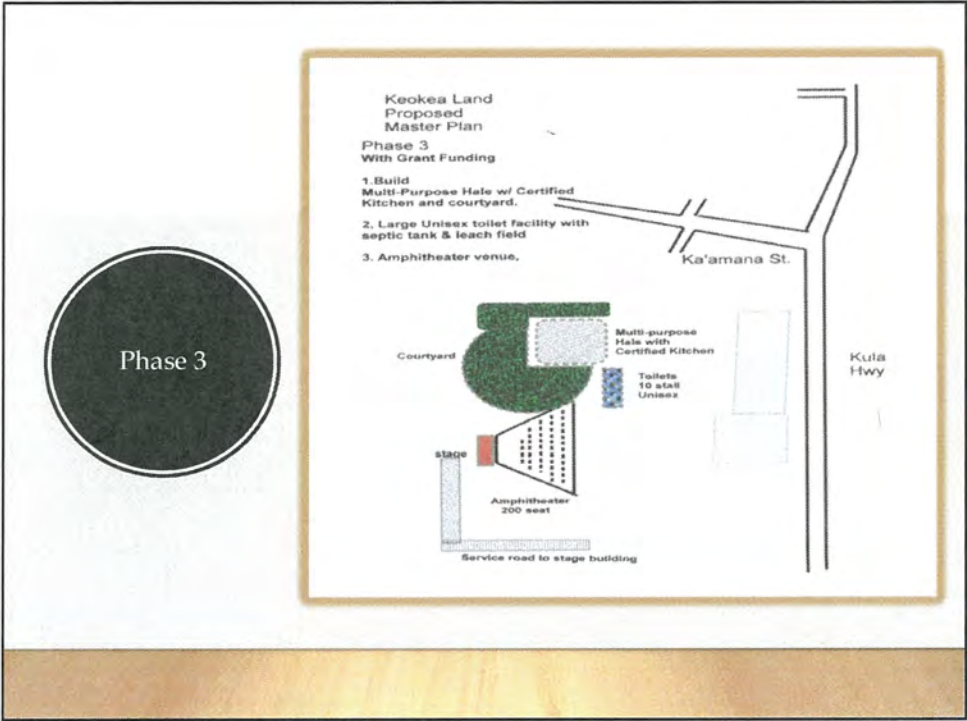 Phase 3
Keokea Land
Proposed
Master Plan
Phase 3
With Grant Funding
1.Build
Multi-Purpose Hale w/ Certified
Kitchen and courtyard.
2. Large Unisex toilet facility with
septic tank & leach field
3. Amphitheater venue.
Ka'amana St.
Kula
Hwy
Courtyard
Multi-purpose
Hale with
Certified Kitchen
Toilets
10 stall
Unisex
stage
Amphitheater
200 seat
Service road to stage building